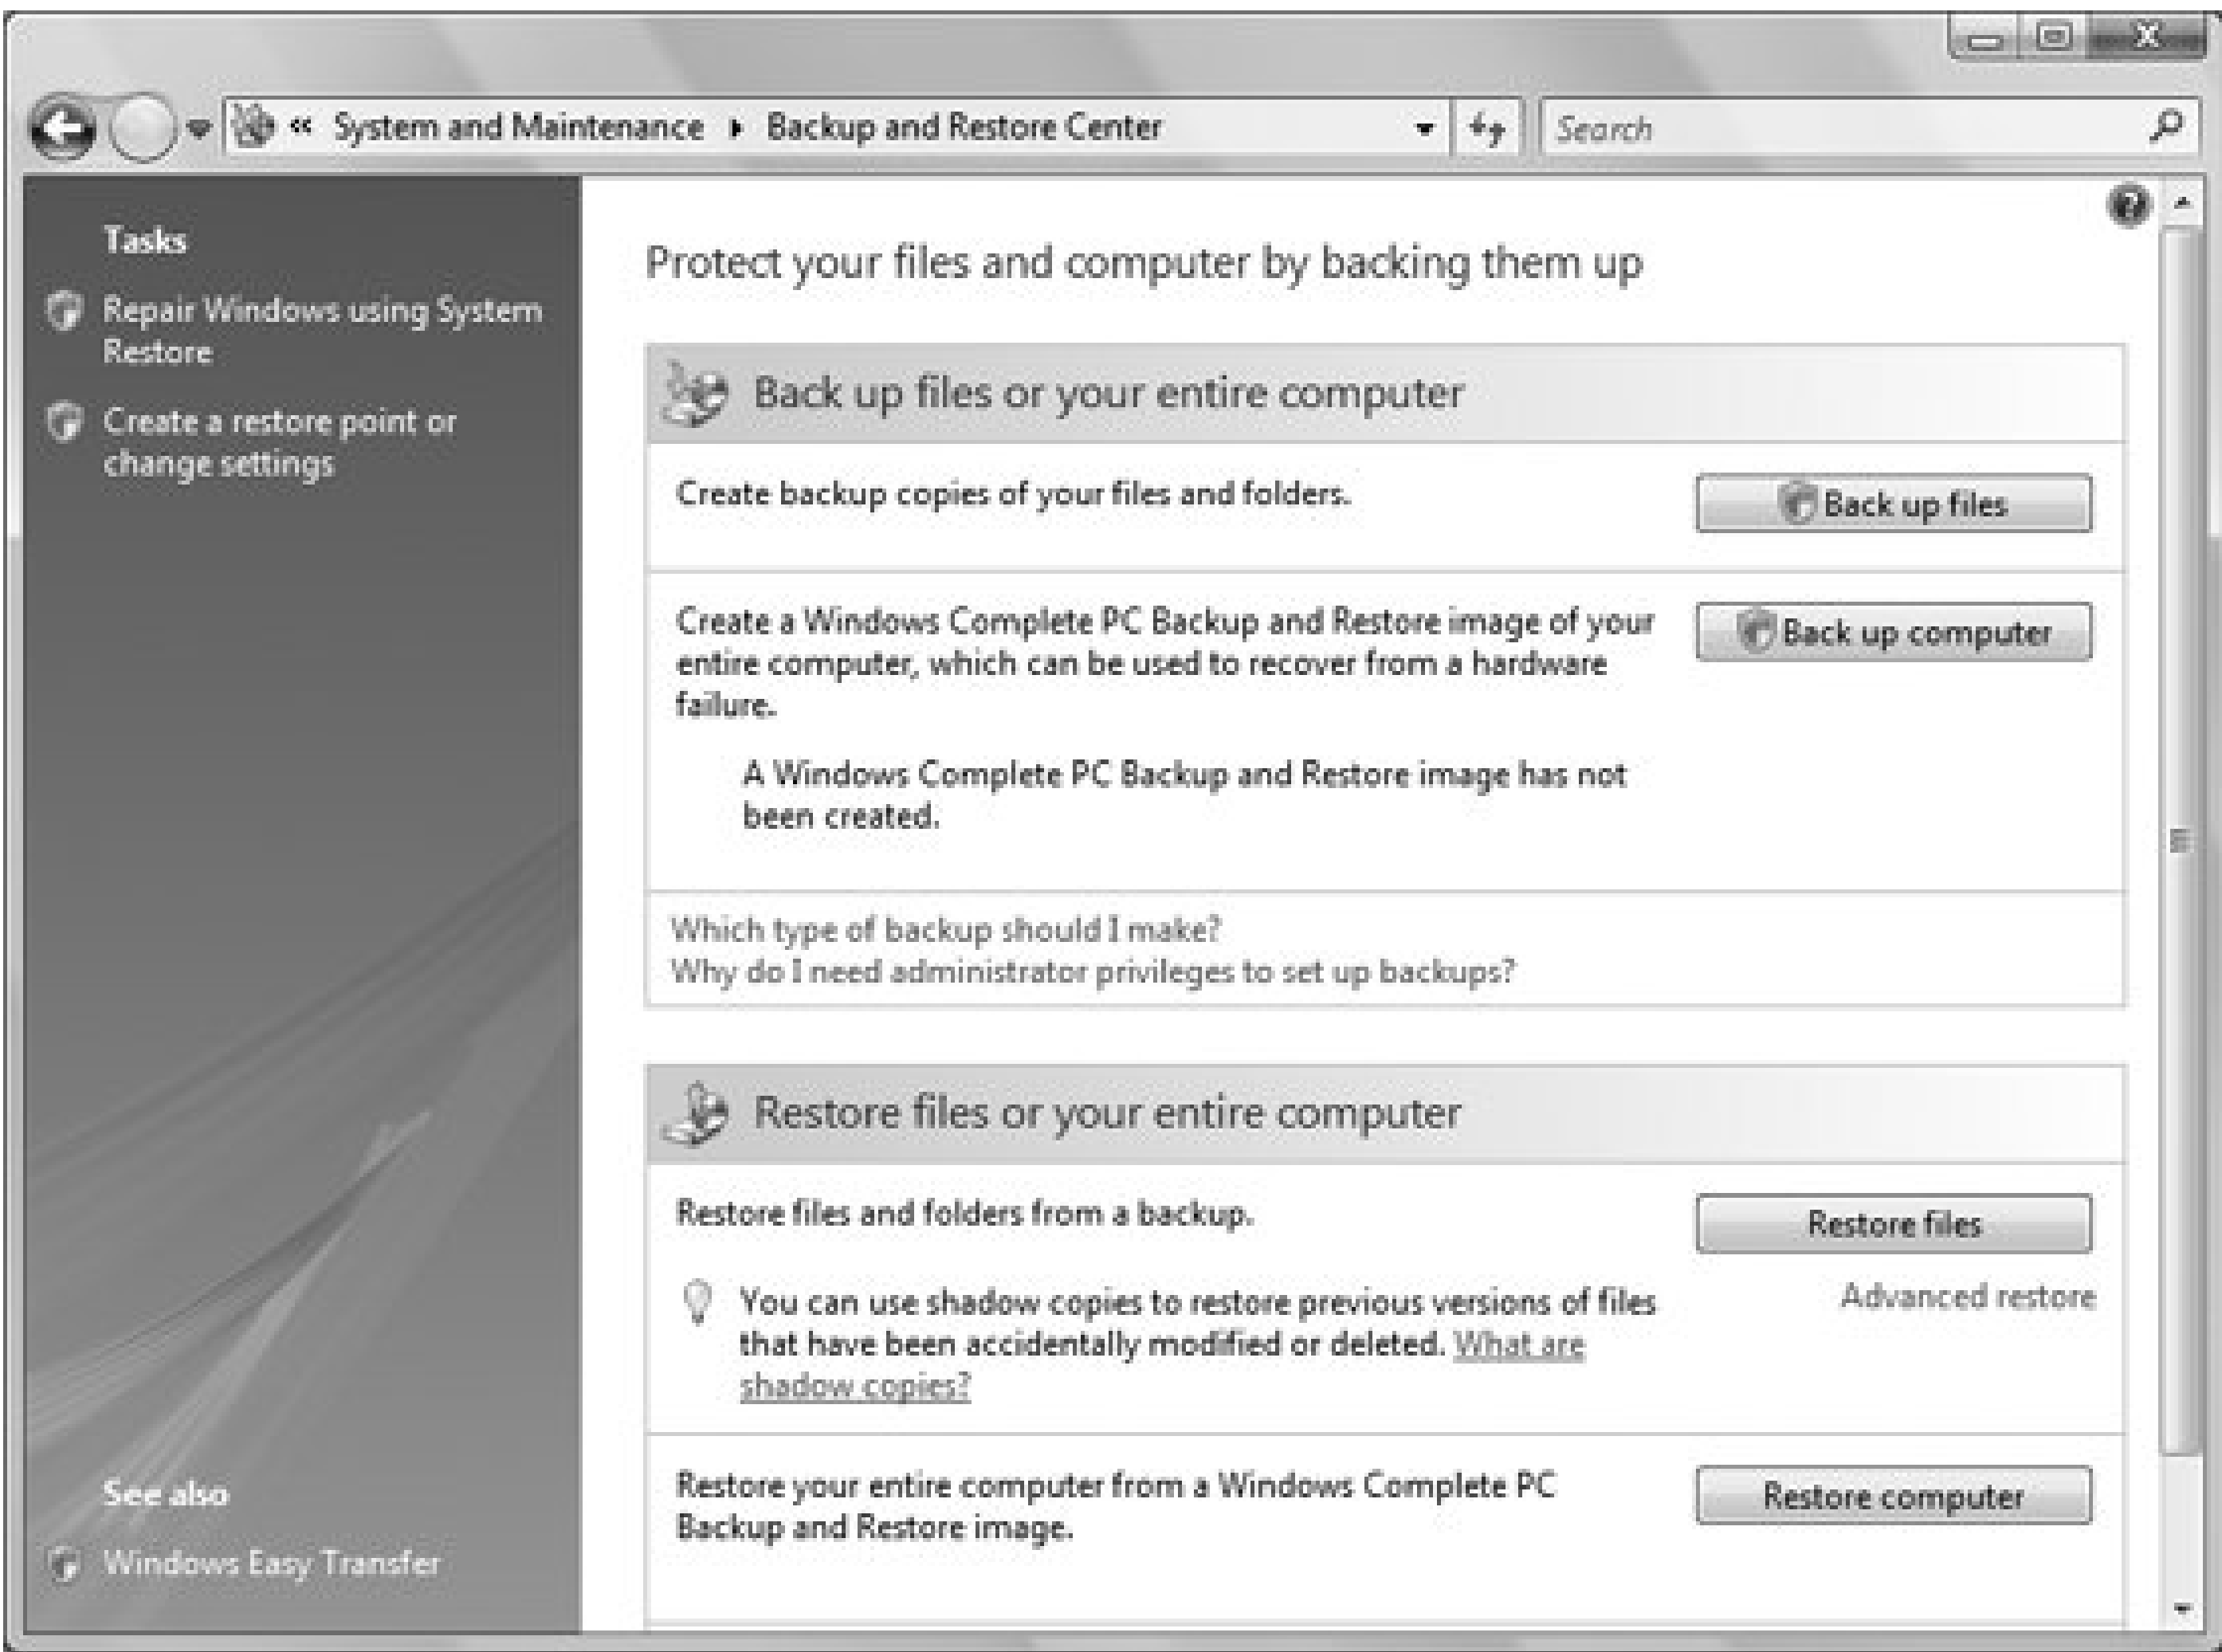 « System and Maintenance ▸ Backup and Restore Center
Search
Tasks
Repair Windows using System
Restore
Create a restore point or
change settings
See also
Windows Easy Transfer
Protect your files and computer by backing them up
Back up files or your entire computer
Create backup copies of your files and folders.
Back up files
Create a Windows Complete PC Backup and Restore image of your
entire computer, which can be used to recover from a hardware
failure.
Back up computer
A Windows Complete PC Backup and Restore image has not
been created.
Which type of backup should I make?
Why do I need administrator privileges to set up backups?
Restore files or your entire computer
Restore files and folders from a backup.
Restore files
You can use shadow copies to restore previous versions of files
that have been accidentally modified or deleted. What are
shadow copies?
Advanced restore
Restore your entire computer from a Windows Complete PC
Backup and Restore image.
Restore computer